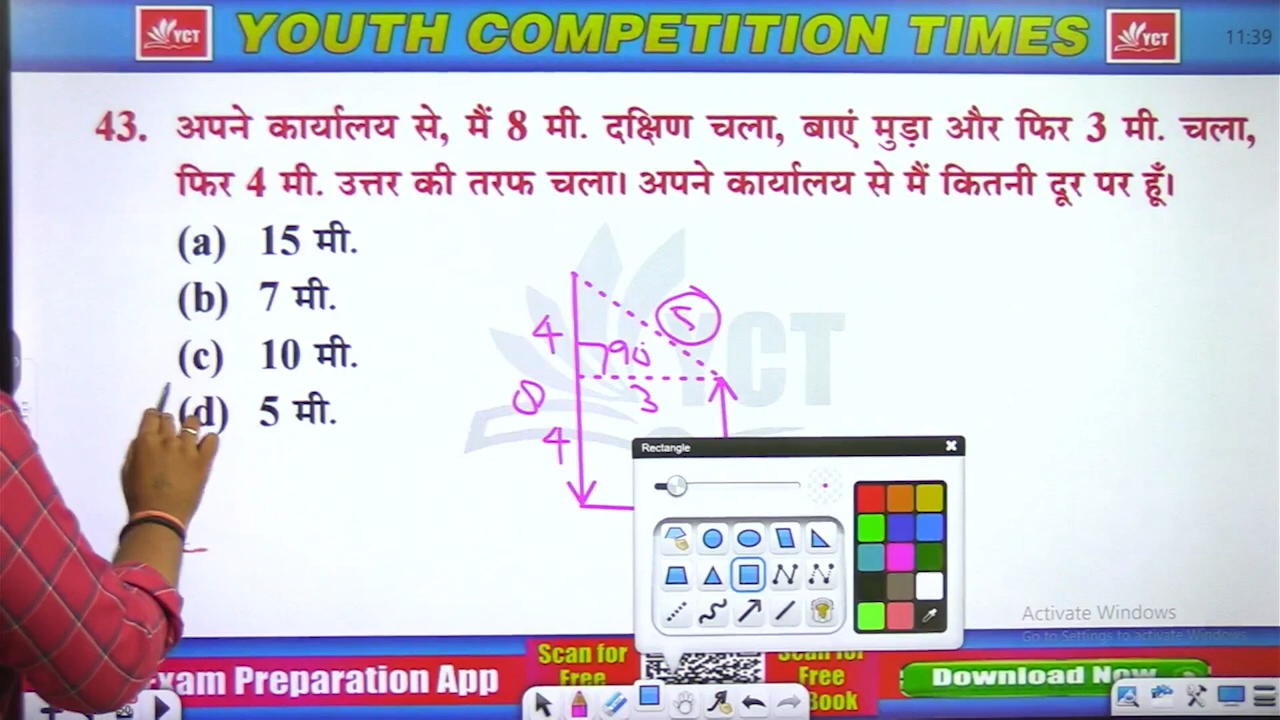 YCT
YOUTH COMPETITION TIMES
YCT
11:39
43. अपने कार्यालय से, मैं 8 मी. दक्षिण चला, बाएं मुड़ा और फिर 3 मी. चला,
फिर 4 मी. उत्तर की तरफ चला। अपने कार्यालय से मैं कितनी दूर पर हूँ।
(a) 15 मी.
(b) 7 मी.
(c) 10 मी.
(d) 5 मी.
YCT
4
5
90
8
3
4
Rectangle
Activate Windows
Go to Settings to activate Windows.
Exam Preparation App
Scan for
Free
Scan for
Book
Download Now